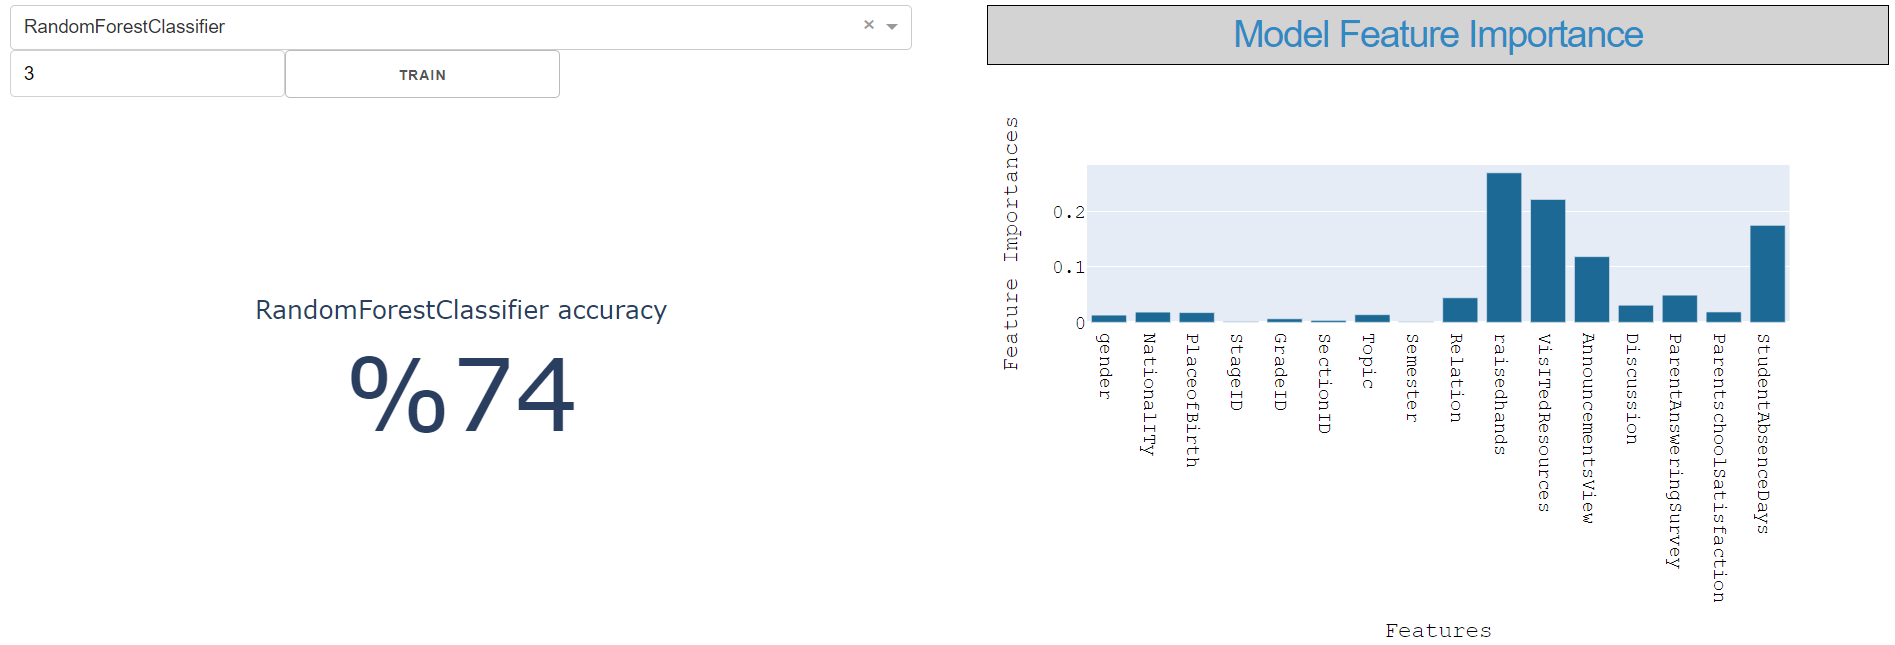 RandomForestClassifier
3
TRAIN
RandomForestClassifier accuracy
%74
Model Feature Importance
Feature Importances
0.2
0.1
0
gender
NationalITy
PlaceofBirth
StageID
GradeID
SectionID
Topic
Semester
Relation
raisedhands
VisITedResources
AnnouncementsView
Discussion
ParentAnsweringSurvey
ParentschoolSatisfaction
StudentAbsenceDays
Features